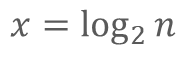 x = log₂ n